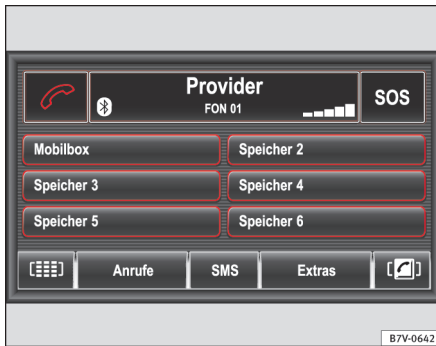 Provider
FON 01
SOS
Mobilbox
Speicher 2
Speicher 3
Speicher 4
Speicher 5
Speicher 6
Anrufe
SMS
Extras
B7V-0642